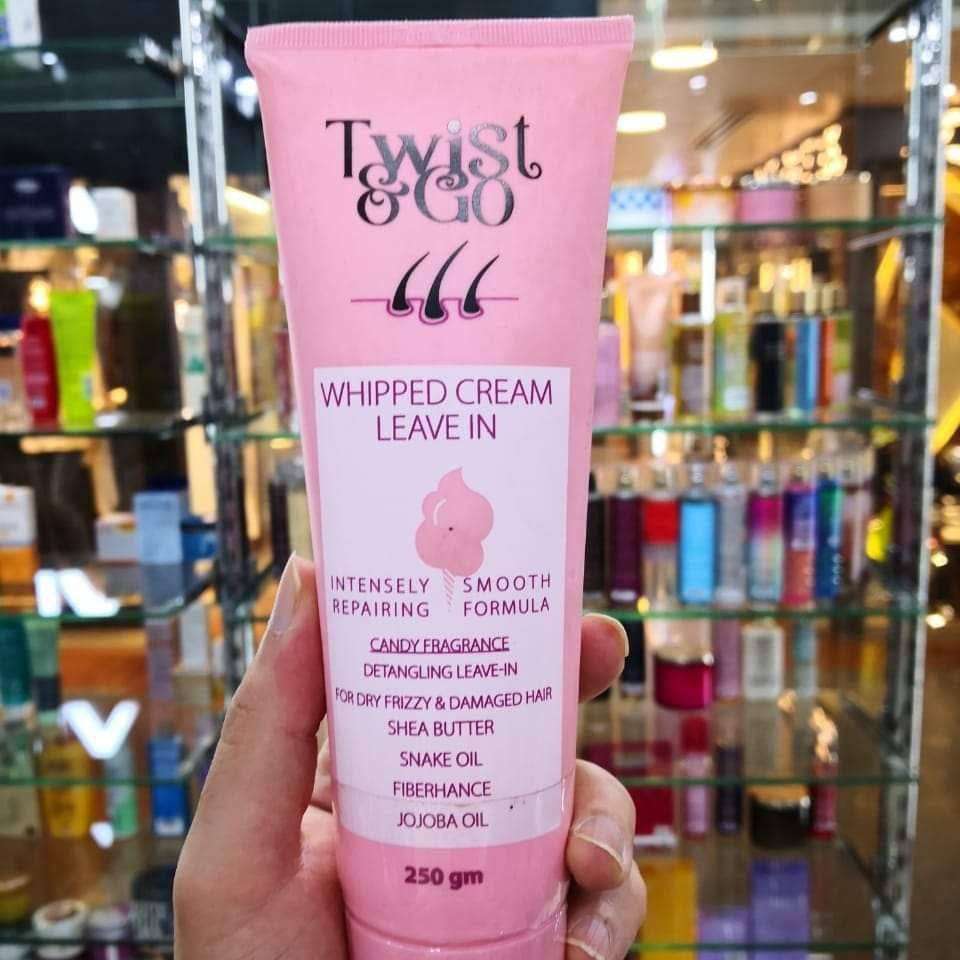 Twist
& Go
WHIPPED CREAM
LEAVE IN
INTENSELY
REPAIRING
SMOOTH
FORMULA
CANDY FRAGRANCE
DETANGLING LEAVE-IN
FOR DRY FRIZZY & DAMAGED HAIR
SHEA BUTTER
SNAKE OIL
FIBERHANCE
JOJOBA OIL
250 gm